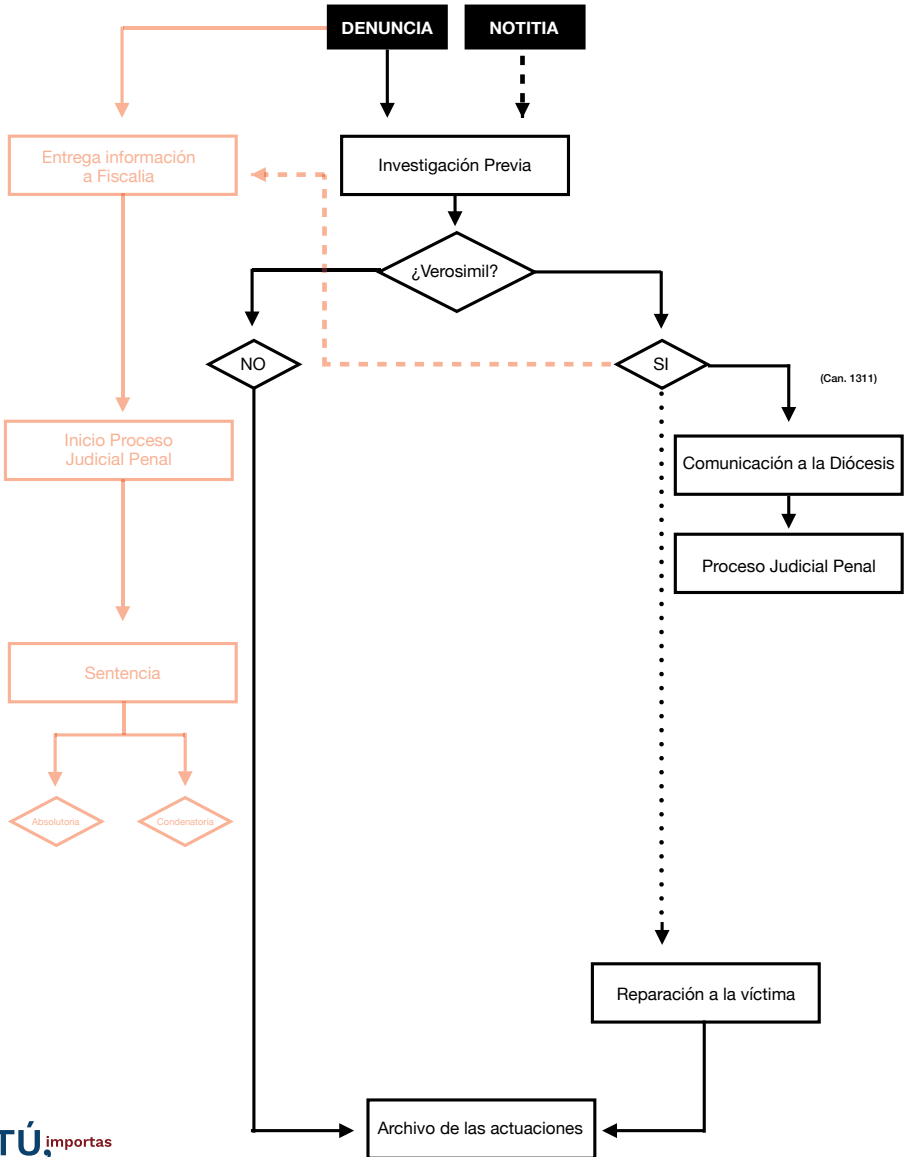 DENUNCIA
NOTITIA
Entrega información
a Fiscalia
Investigación Previa
¿Verosimil?
NO
SI
(Can. 1311)
Inicio Proceso
Judicial Penal
Comunicación a la Diócesis
Proceso Judicial Penal
Sentencia
Absolutoria
Condenatoria
Reparación a la víctima
Archivo de las actuaciones
TÚ, importas